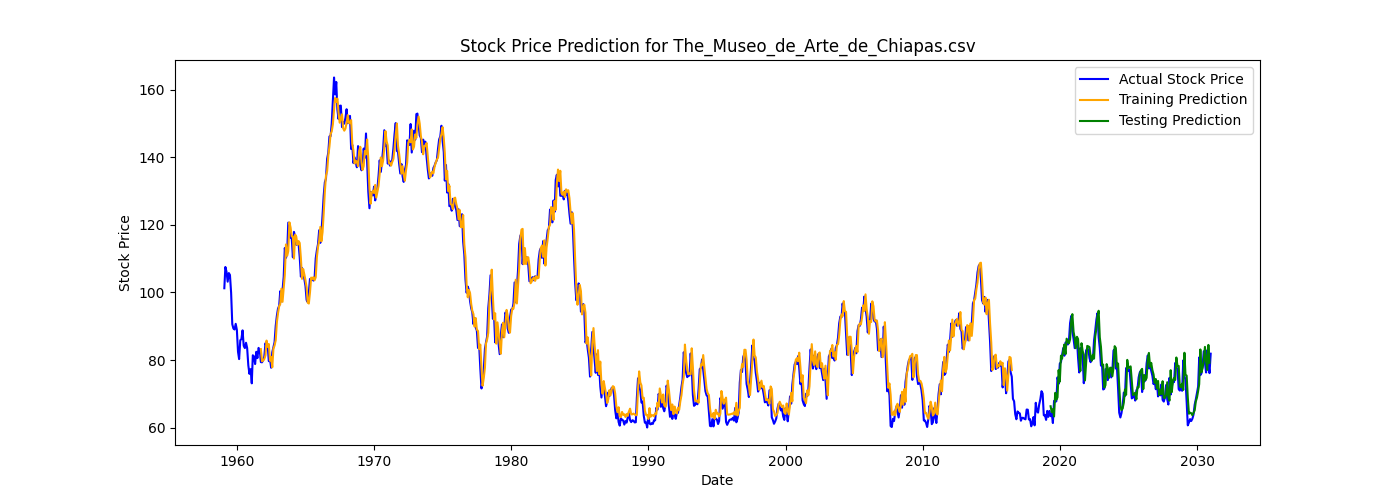 Stock Price Prediction for The_Museo_de_Arte_de_Chiapas.csv
Actual Stock Price
Training Prediction
Testing Prediction
Stock Price
160
140
120
100
80
60
1960
1970
1980
1990
2000
2010
2020
2030
Date